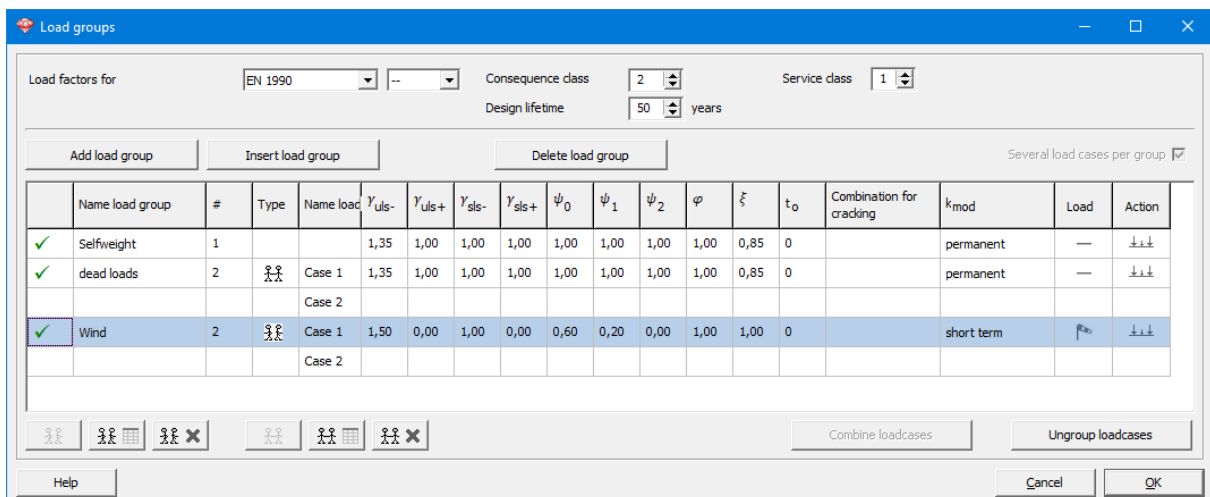 Load groups
Load factors for EN 1990 -- Consequence class 2 Service class 1
Design lifetime 50 years
Add load group Insert load group Delete load group Several load cases per group
Name load group # Type Name load γuls- γuls+ γsls- γsls+ ψ0 ψ1 ψ2 φ ξ to Combination for cracking kmod Load Action
Selfweight 1 1,35 1,00 1,00 1,00 1,00 1,00 1,00 1,00 0,85 0 permanent
dead loads 2 Case 1 1,35 1,00 1,00 1,00 1,00 1,00 1,00 1,00 0,85 0 permanent
Case 2
Wind 2 Case 1 1,50 0,00 1,00 0,00 0,60 0,20 0,00 1,00 1,00 0 short term
Case 2
Combine loadcases Ungroup loadcases
Help Cancel OK